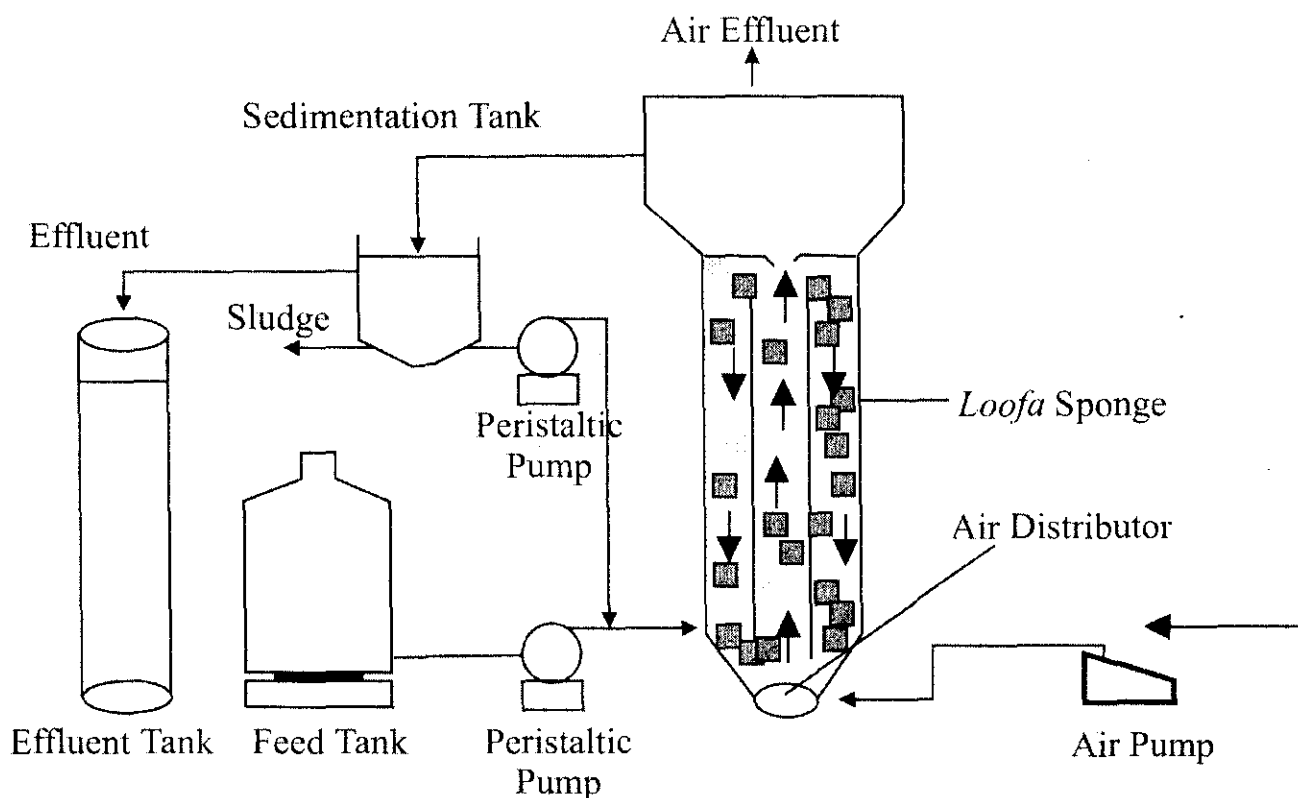 Air Effluent
Sedimentation Tank
Effluent
Sludge
Peristaltic
Pump
Loofa Sponge
Air Distributor
Effluent Tank
Feed Tank
Peristaltic
Pump
Air Pump